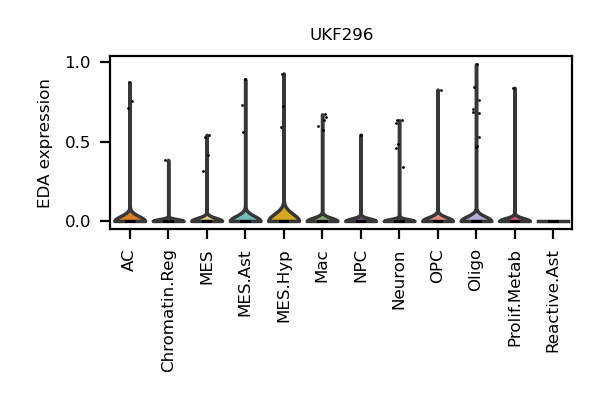 UKF296
EDA expression
1.0
0.5
0.0
AC
Chromatin.Reg
MES
MES.Ast
MES.Hyp
Mac
NPC
Neuron
OPC
Oligo
Prolif.Metab
Reactive.Ast